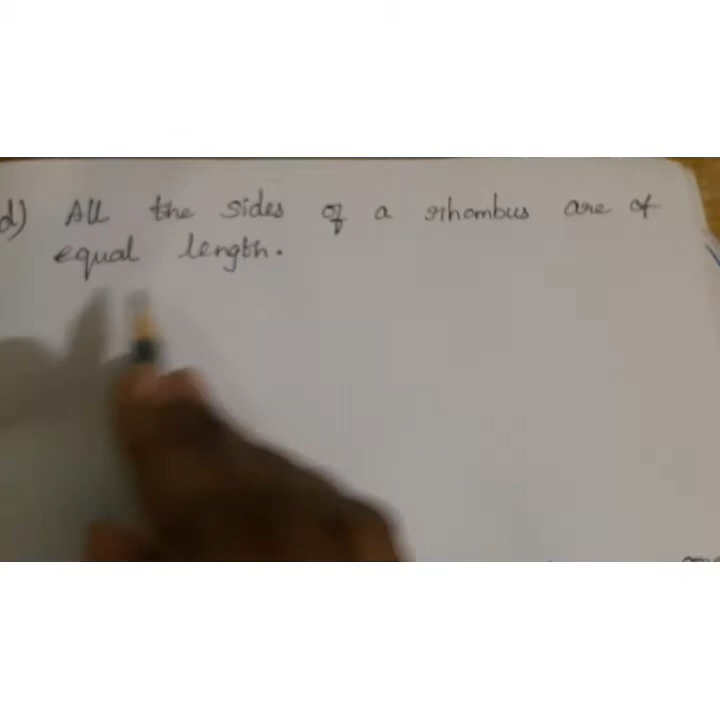 d) All the sides of a rhombus are of
equal length.